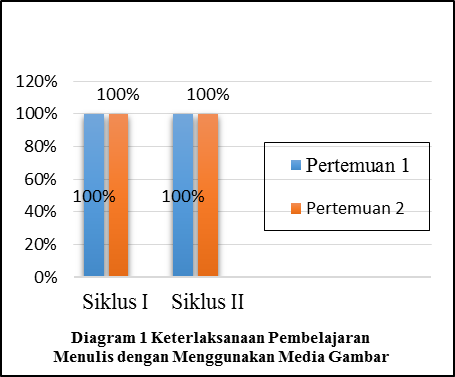 120%
100%
80%
60%
40%
20%
0%
100%
100%
100%
100%
Siklus I
Siklus II
Pertemuan 1
Pertemuan 2
Diagram 1 Keterlaksanaan Pembelajaran
Menulis dengan Menggunakan Media Gambar